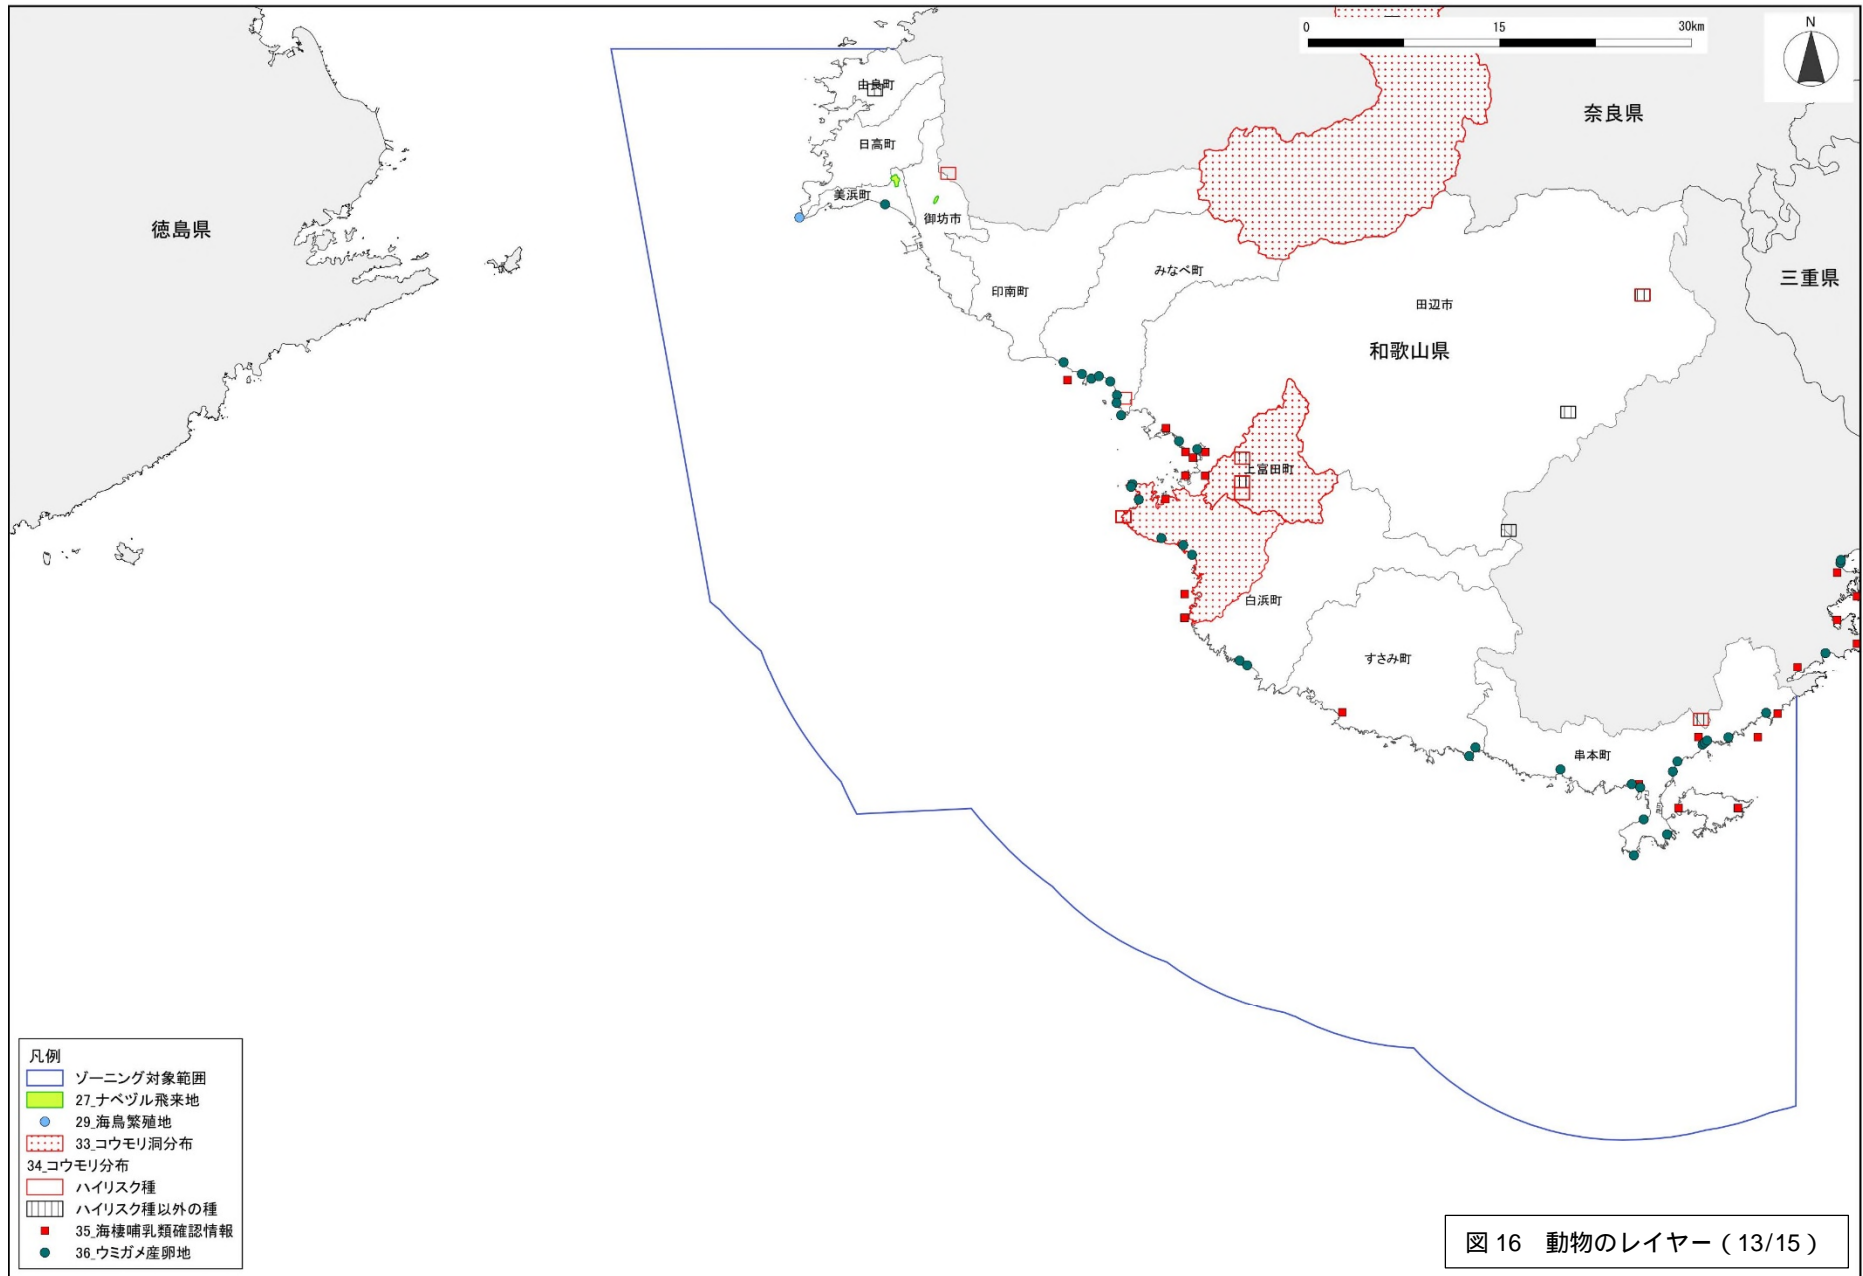 0 15 30km
N
由良町
奈良県
日高町
美浜町
徳島県
御坊市
みなべ町
三重県
印南町
田辺市
和歌山県
上富田町
白浜町
すさみ町
串本町
凡例
ゾーニング対象範囲
27_ナベヅル飛来地
29_海鳥繁殖地
33_コウモリ洞分布
34_コウモリ分布
ハイリスク種
ハイリスク種以外の種
35_海棲哺乳類確認情報
36_ウミガメ産卵地
図 16 動物のレイヤー（13/15）